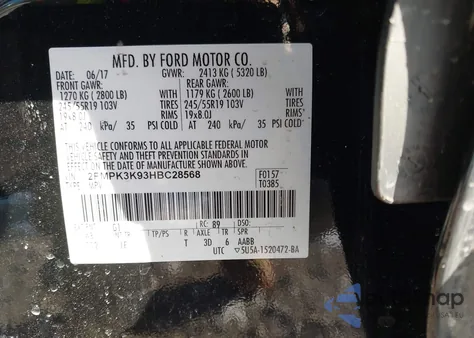 MFD. BY FORD MOTOR CO.
DATE: 06/17 GVWR: 2413 KG ( 5320 LB)
FRONT GAWR: REAR GAWR:
1270 KG ( 2800 LB) 1179 KG ( 2600 LB)
245/55R19 103V TIRES 245/55R19 103V TIRES
19x8.0J RIMS 19x8.0J RIMS
AT 240 kPa/ 35 PSI COLD AT 240 kPa/ 35 PSI COLD
THIS VEHICLE CONFORMS TO ALL APPLICABLE FEDERAL MOTOR
VEHICLE SAFETY AND THEFT PREVENTION STANDARDS IN
EFFECT ON THE DATE OF MANUFACTURE SHOWN ABOVE.
2FMPK3K93HBC28568 F0157
TYPE: MPV T0385
RC: 89 DSO:
TP/PS R AXLE TR SPR
T 3D 6 AABB
UTC 5U5A-1520472-BA